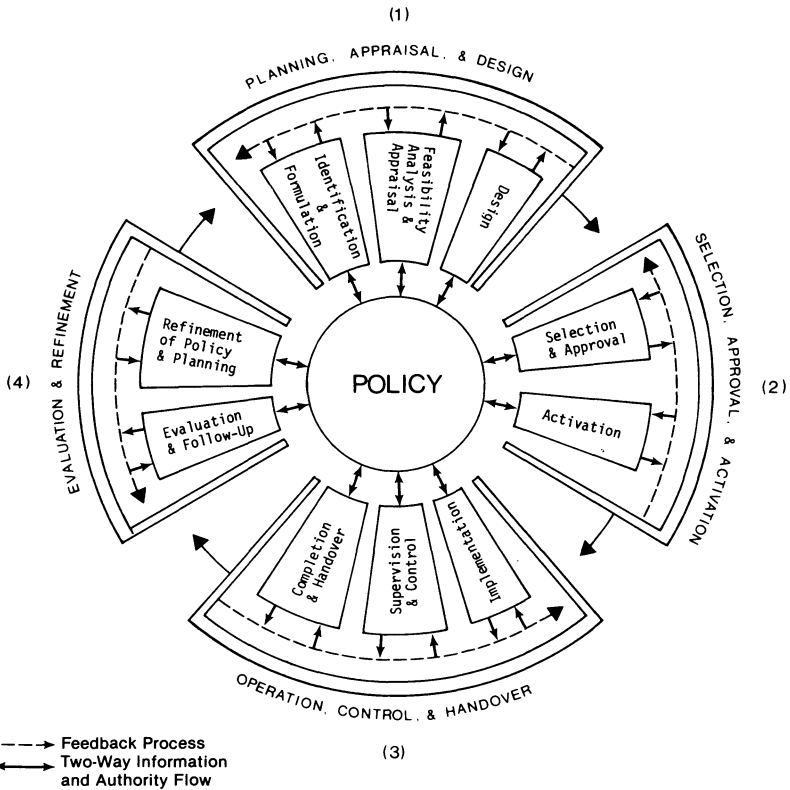 (1)
PLANNING, APPRAISAL, & DESIGN
Identification
&
Formulation
Feasibility
Analysis &
Appraisal
Design
SELECTION, APPROVAL, & ACTIVATION
(2)
Selection
& Approval
Activation
POLICY
Implementation
Supervision
& Control
Completion
& Handover
OPERATION, CONTROL, & HANDOVER
(3)
EVALUATION & REFINEMENT
(4)
Refinement
of Policy
& Planning
Evaluation
& Follow-Up
Feedback Process
Two-Way Information
and Authority Flow